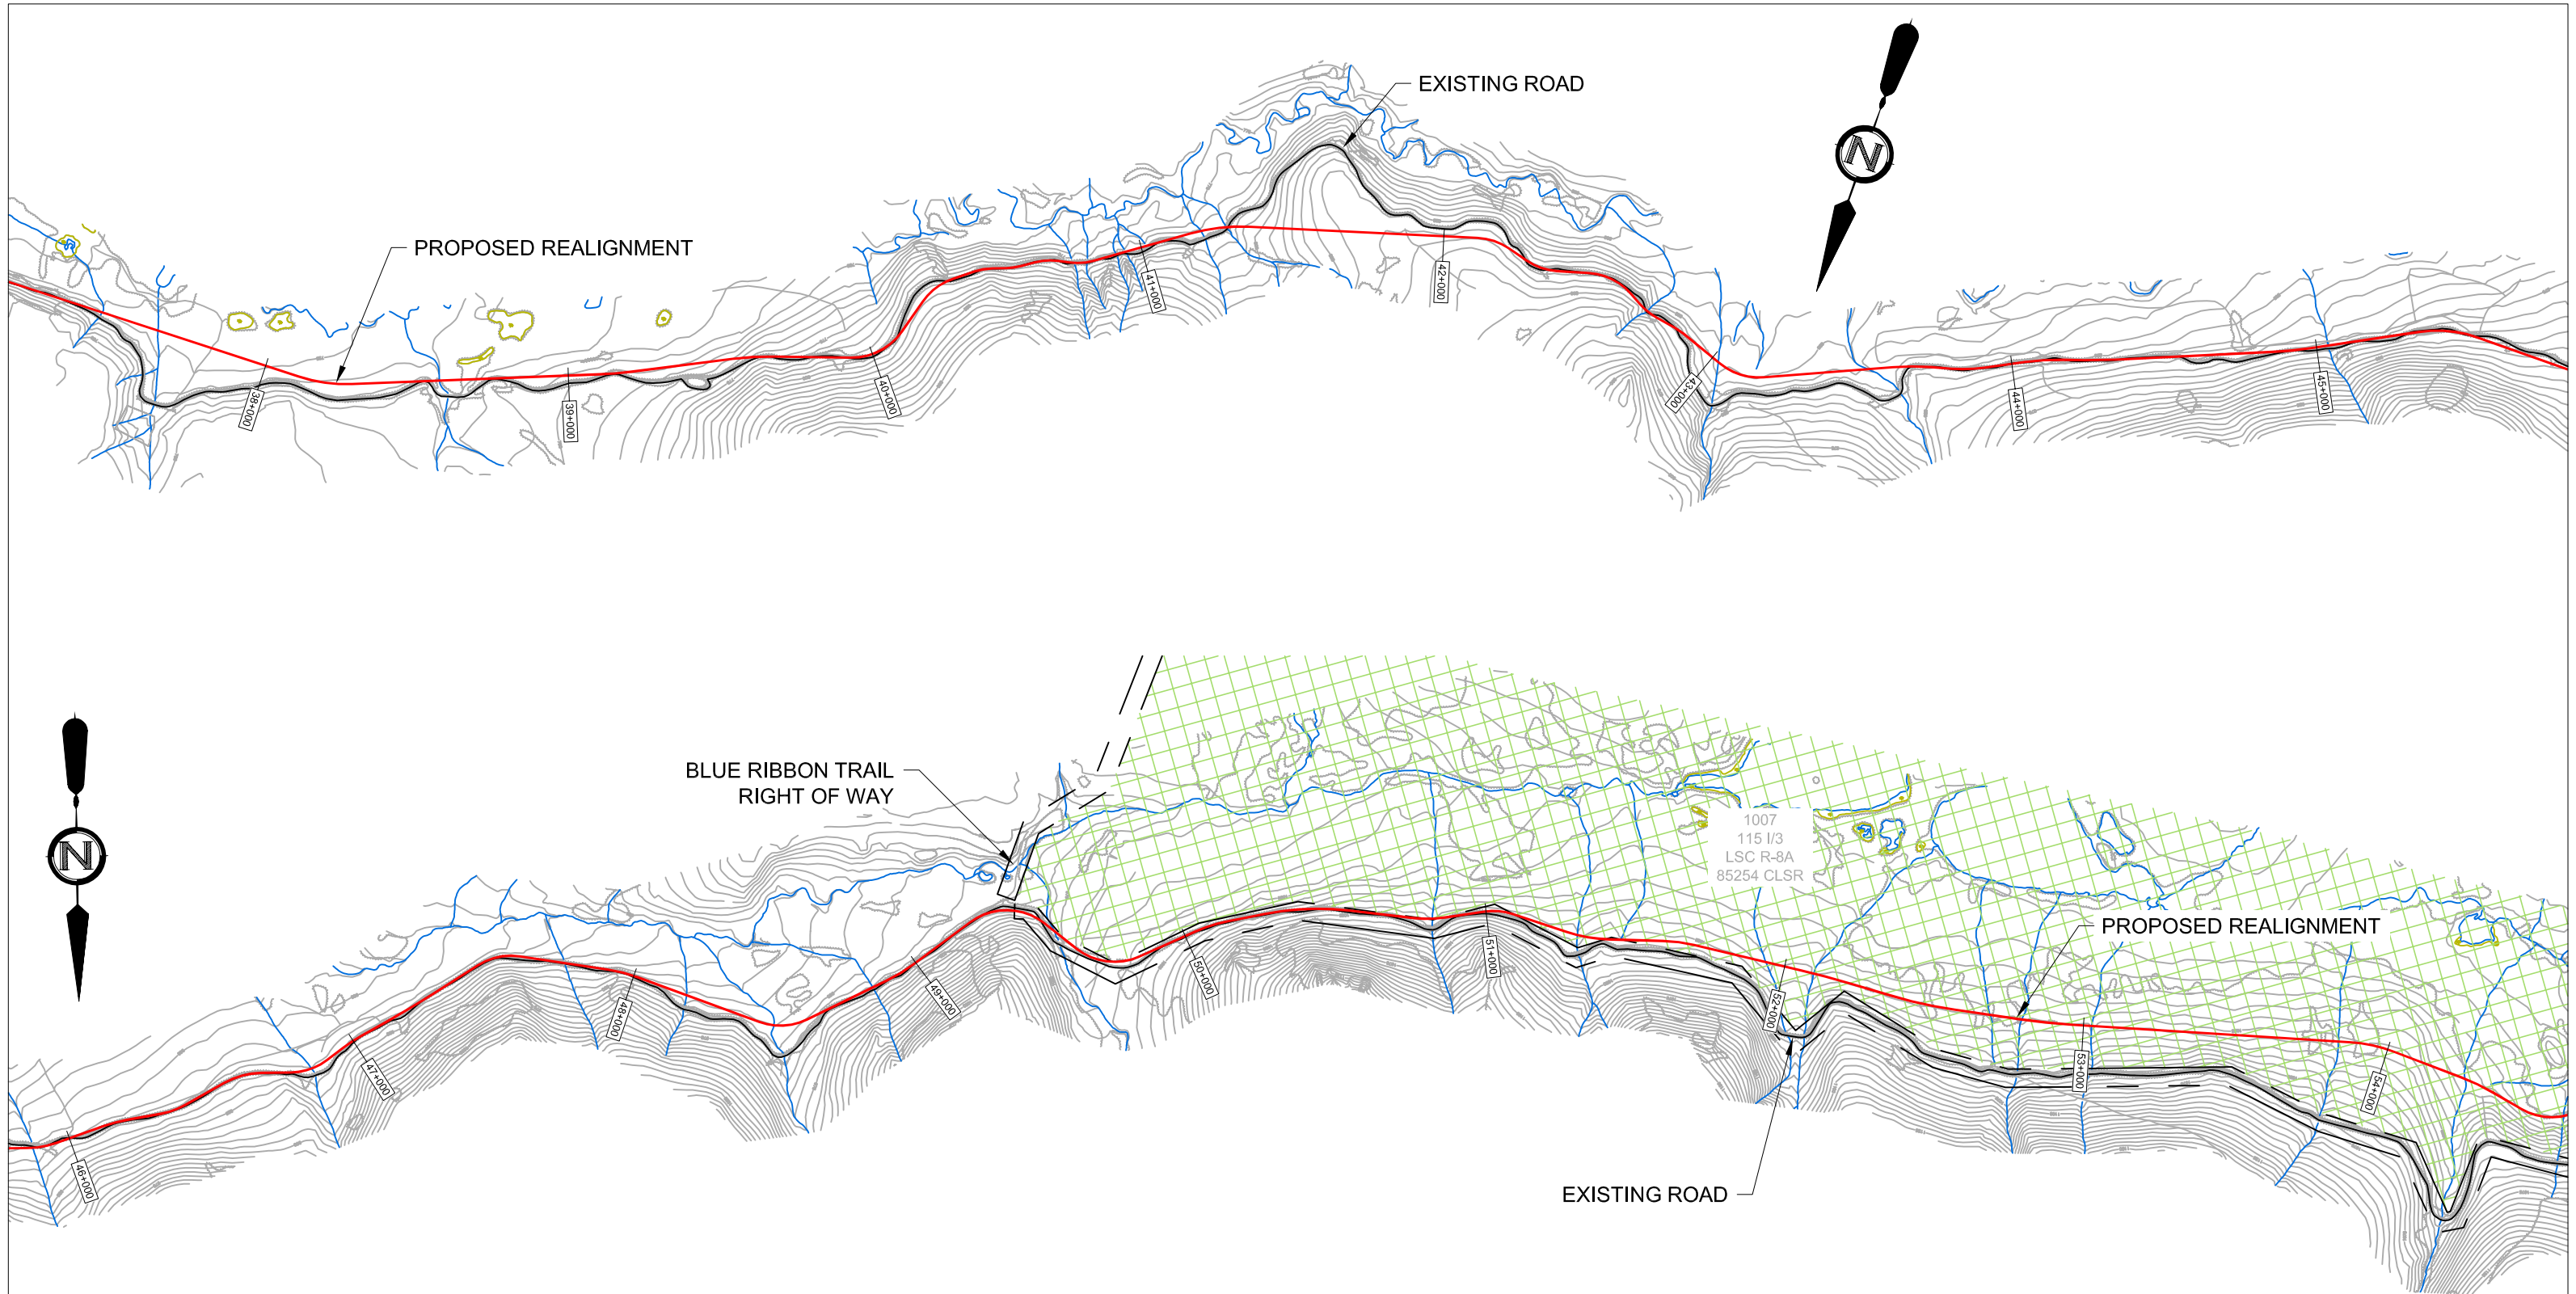 EXISTING ROAD
N
PROPOSED REALIGNMENT
38+000
39+000
40+000
41+000
42+000
43+000
44+000
45+000
BLUE RIBBON TRAIL
RIGHT OF WAY
N
1007
115 I/3
LSC R-8A
85254 CLSR
PROPOSED REALIGNMENT
46+000
47+000
48+000
49+000
50+000
51+000
52+000
53+000
54+000
EXISTING ROAD